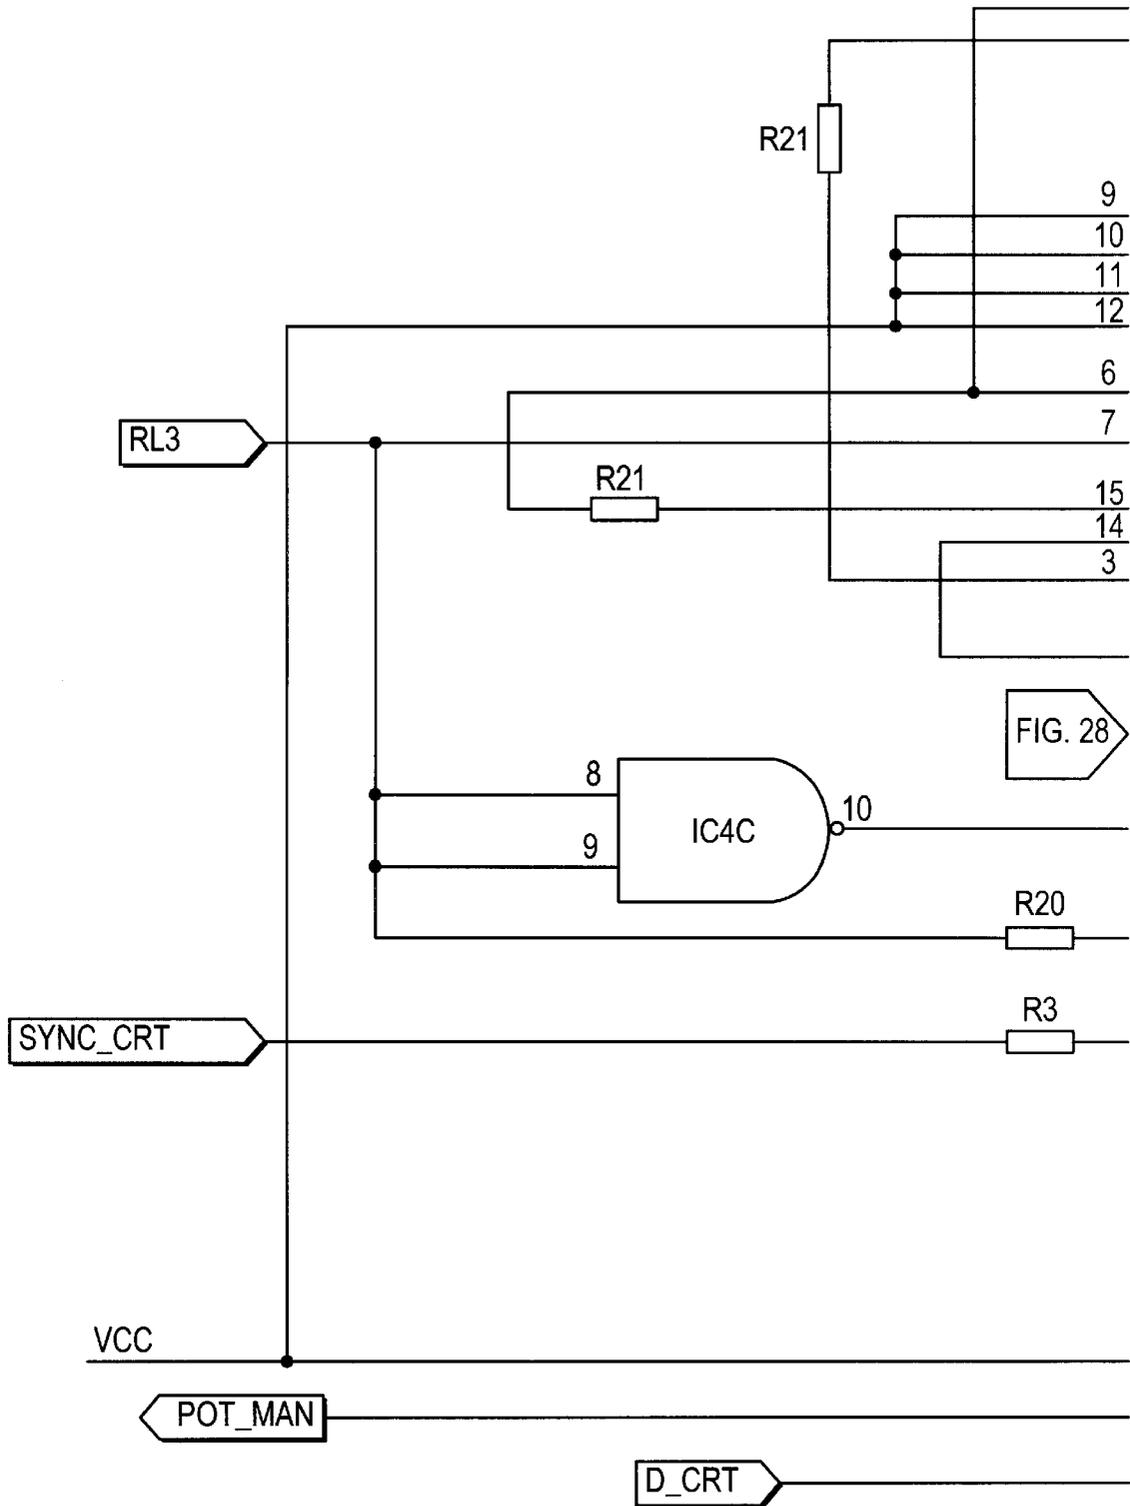 R21
9
10
11
12
6
RL3
7
R21
15
14
3
FIG. 28
8
10
IC4C
9
R20
R3
SYNC_CRT
VCC
POT_MAN
D_CRT